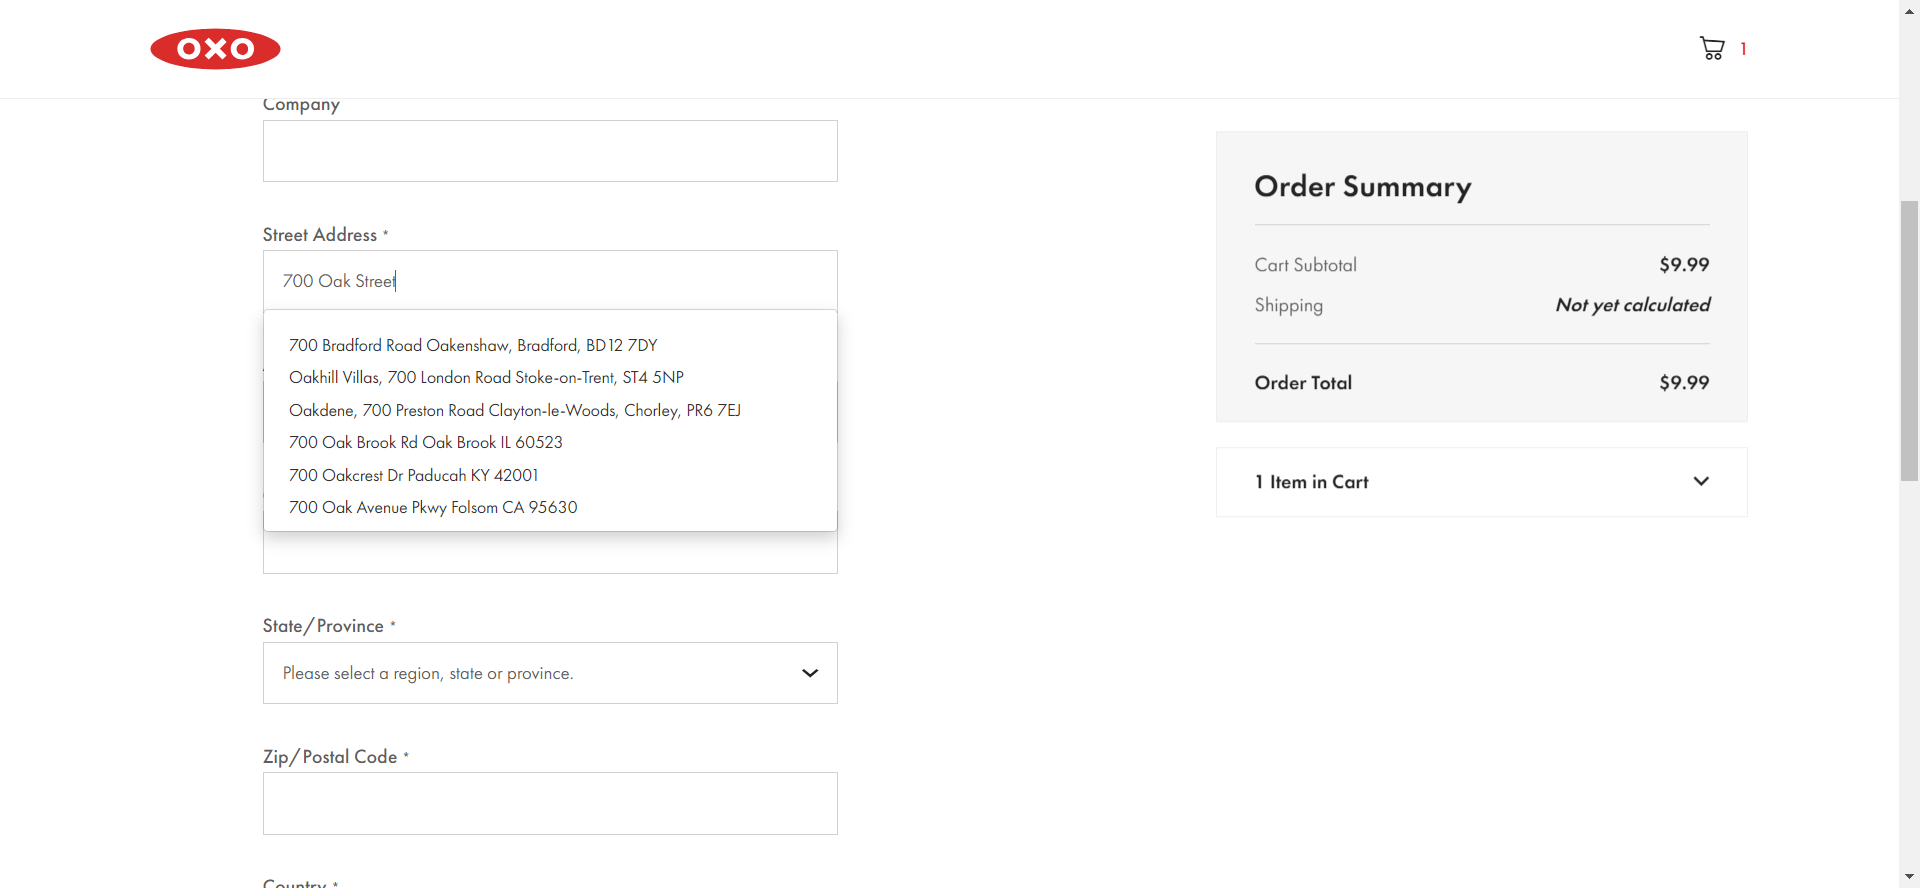 OXO
1
Company
Street Address *
700 Oak Street
700 Bradford Road Oakenshaw, Bradford, BD12 7DY
Oakhill Villas, 700 London Road Stoke-on-Trent, ST4 5NP
Oakdene, 700 Preston Road Clayton-le-Woods, Chorley, PR6 7EJ
700 Oak Brook Rd Oak Brook IL 60523
700 Oakcrest Dr Paducah KY 42001
700 Oak Avenue Pkwy Folsom CA 95630
State/Province *
Please select a region, state or province.
Zip/Postal Code *
Country *
Order Summary
Cart Subtotal $9.99
Shipping Not yet calculated
Order Total $9.99
1 Item in Cart